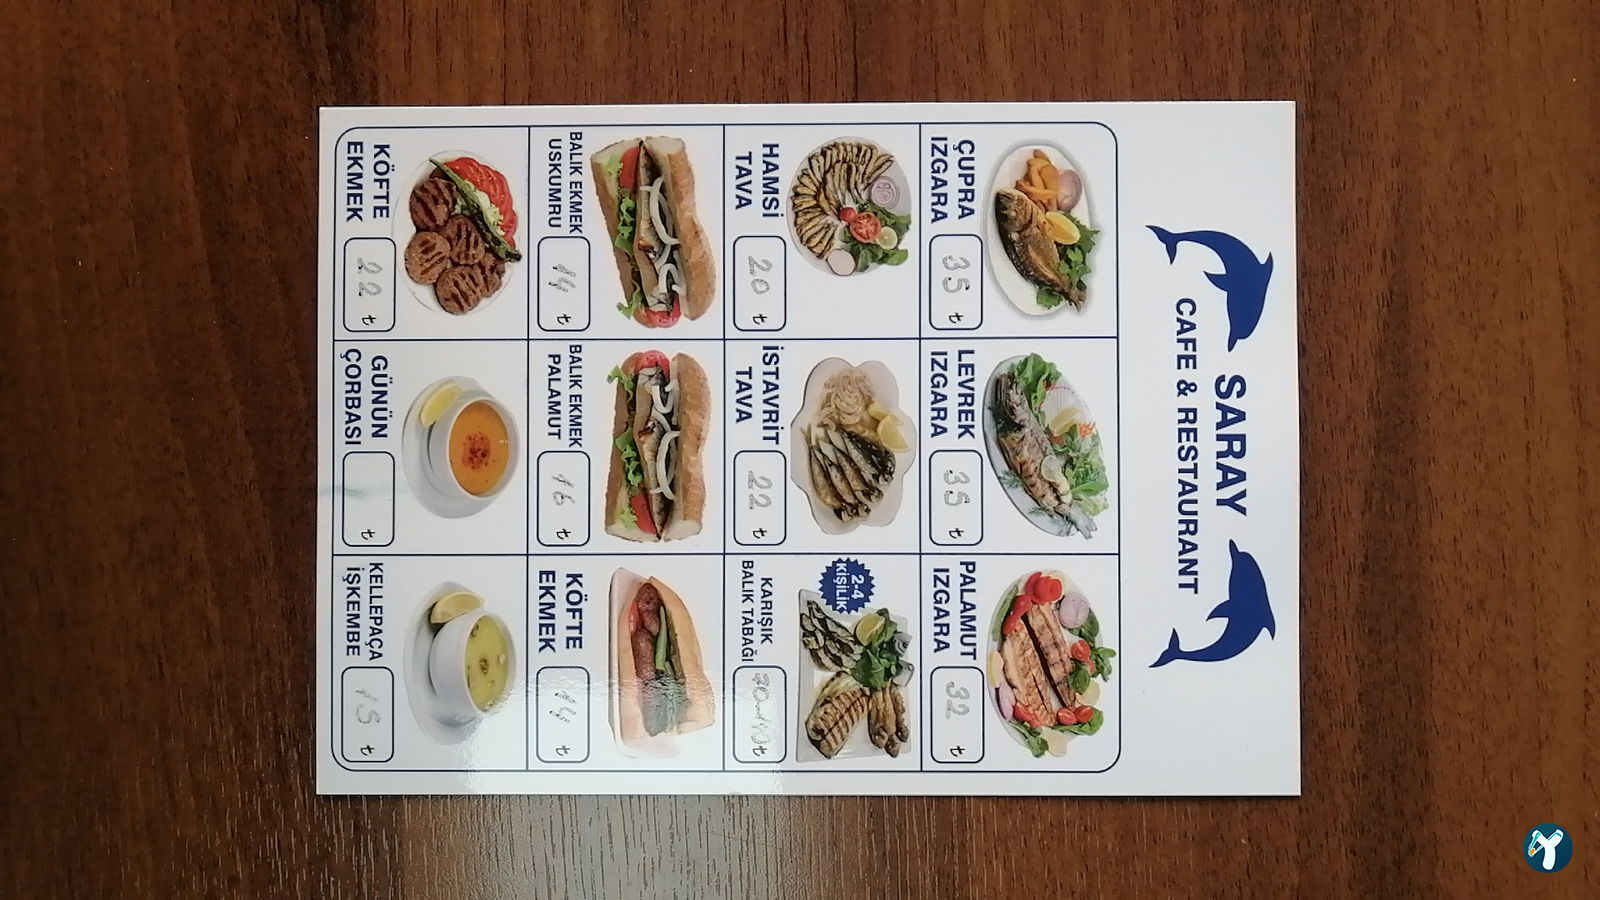 SARAY
CAFE & RESTAURANT
ÇUPRA
IZGARA
35 ₺
LEVREK
IZGARA
35 ₺
PALAMUT
IZGARA
32 ₺
HAMSİ
TAVA
20 ₺
İSTAVRİT
TAVA
22 ₺
2-4
KİŞİLİK
KARIŞIK
BALIK TABAĞI
₺
BALIK EKMEK
USKUMRU
14 ₺
BALIK EKMEK
PALAMUT
16 ₺
KÖFTE
EKMEK
14 ₺
KÖFTE
EKMEK
22 ₺
GÜNÜN
ÇORBASI
₺
KELLEPAÇA
İŞKEMBE
15 ₺